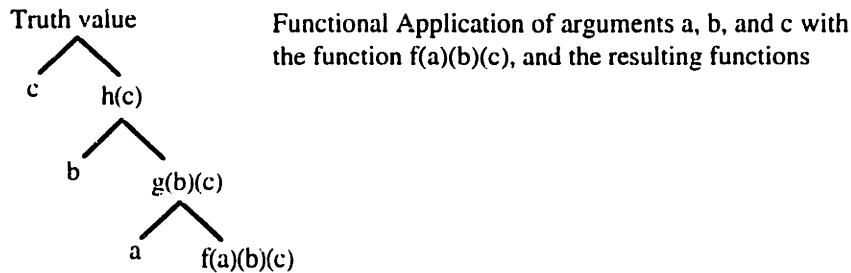 Truth value
Functional Application of arguments a, b, and c with
the function f(a)(b)(c), and the resulting functions
c
h(c)
b
g(b)(c)
a
f(a)(b)(c)